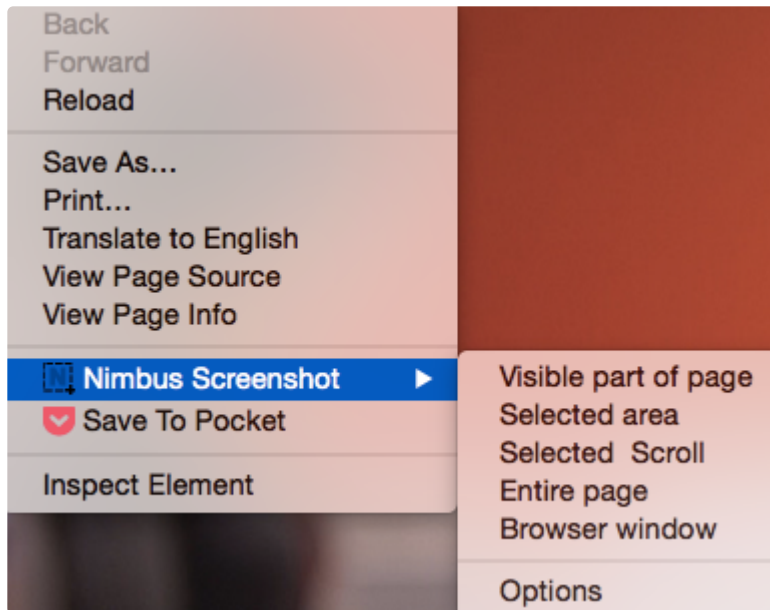 Back
Forward
Reload
Save As...
Print...
Translate to English
View Page Source
View Page Info
Nimbus Screenshot
Save To Pocket
Inspect Element
Visible part of page
Selected area
Selected  Scroll
Entire page
Browser window
Options